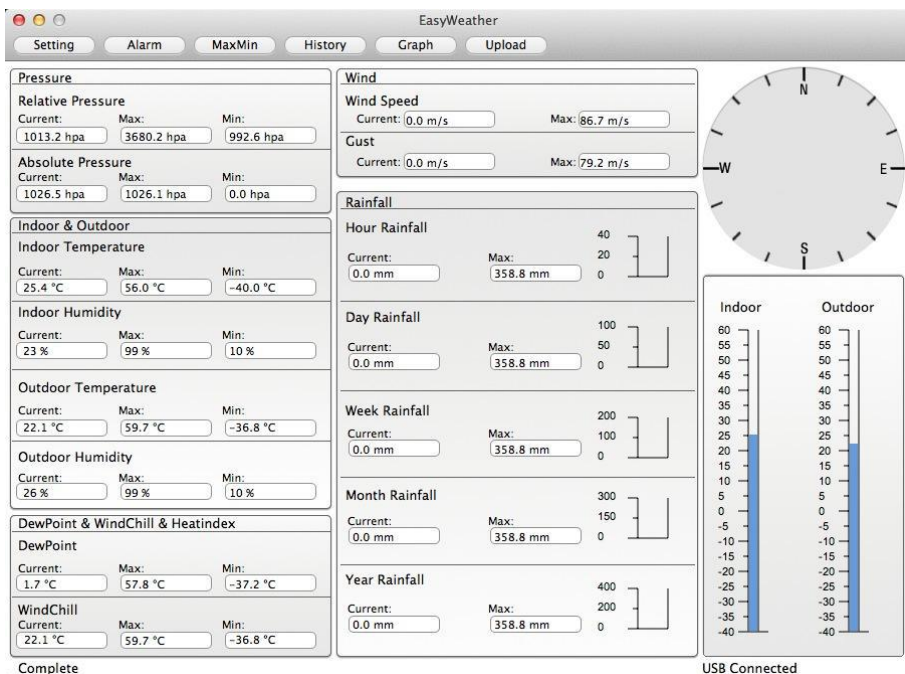 EasyWeather
Setting Alarm MaxMin History Graph Upload
Pressure
Relative Pressure
Current: Max: Min:
1013.2 hpa 3680.2 hpa 992.6 hpa
Absolute Pressure
Current: Max: Min:
1026.5 hpa 1026.1 hpa 0.0 hpa
Indoor & Outdoor
Indoor Temperature
Current: Max: Min:
25.4 °C 56.0 °C -40.0 °C
Indoor Humidity
Current: Max: Min:
23 % 99 % 10 %
Outdoor Temperature
Current: Max: Min:
22.1 °C 59.7 °C -36.8 °C
Outdoor Humidity
Current: Max: Min:
26 % 99 % 10 %
DewPoint & WindChill & Heatindex
DewPoint
Current: Max: Min:
1.7 °C 57.8 °C -37.2 °C
WindChill
Current: Max: Min:
22.1 °C 59.7 °C -36.8 °C
Complete
Wind
Wind Speed
Current: 0.0 m/s Max: 86.7 m/s
Gust
Current: 0.0 m/s Max: 79.2 m/s
Rainfall
Hour Rainfall
40
20
0
Current: Max:
0.0 mm 358.8 mm
Day Rainfall
100
50
0
Current: Max:
0.0 mm 358.8 mm
Week Rainfall
200
100
0
Current: Max:
0.0 mm 358.8 mm
Month Rainfall
300
150
0
Current: Max:
0.0 mm 358.8 mm
Year Rainfall
400
200
0
Current: Max:
0.0 mm 358.8 mm
N
W E
S
Indoor Outdoor
60 60
55 55
50 50
45 45
40 40
35 35
30 30
25 25
20 20
15 15
10 10
5 5
0 0
-5 -5
-10 -10
-15 -15
-20 -20
-25 -25
-30 -30
-35 -35
-40 -40
USB Connected